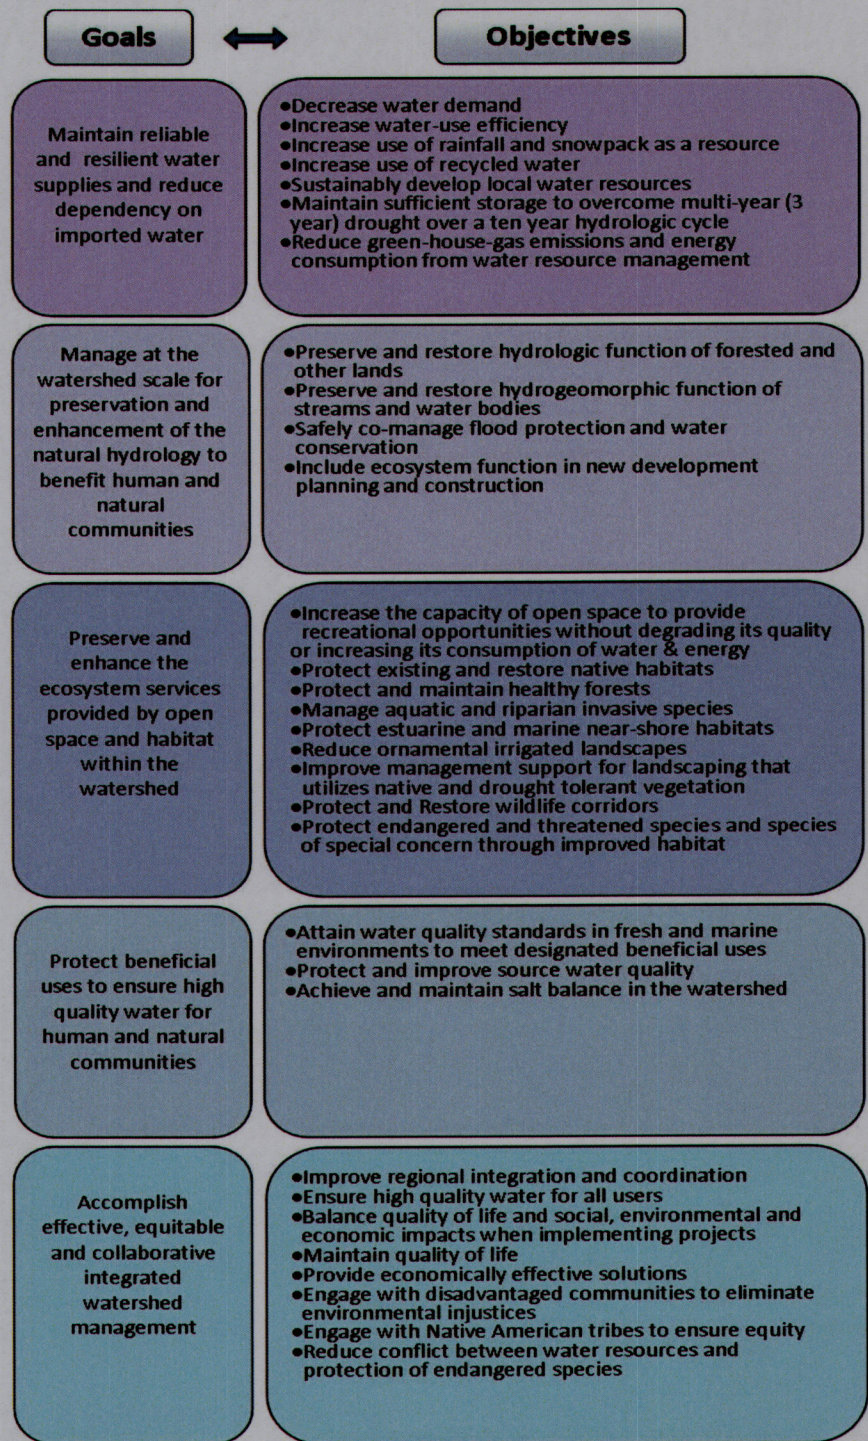 Goals
Objectives
Maintain reliable
and resilient water
supplies and reduce
dependency on
imported water
•Decrease water demand
•Increase water-use efficiency
•Increase use of rainfall and snowpack as a resource
•Increase use of recycled water
•Sustainably develop local water resources
•Maintain sufficient storage to overcome multi-year (3
year) drought over a ten year hydrologic cycle
•Reduce green-house-gas emissions and energy
consumption from water resource management
Manage at the
watershed scale for
preservation and
enhancement of the
natural hydrology to
benefit human and
natural
communities
•Preserve and restore hydrologic function of forested and
other lands
•Preserve and restore hydrogeomorphic function of
streams and water bodies
•Safely co-manage flood protection and water
conservation
•Include ecosystem function in new development
planning and construction
Preserve and
enhance the
ecosystem services
provided by open
space and habitat
within the
watershed
•Increase the capacity of open space to provide
recreational opportunities without degrading its quality
or increasing its consumption of water & energy
•Protect existing and restore native habitats
•Protect and maintain healthy forests
•Manage aquatic and riparian invasive species
•Protect estuarine and marine near-shore habitats
•Reduce ornamental irrigated landscapes
•Improve management support for landscaping that
utilizes native and drought tolerant vegetation
•Protect and Restore wildlife corridors
•Protect endangered and threatened species and species
of special concern through improved habitat
Protect beneficial
uses to ensure high
quality water for
human and natural
communities
•Attain water quality standards in fresh and marine
environments to meet designated beneficial uses
•Protect and improve source water quality
•Achieve and maintain salt balance in the watershed
Accomplish
effective, equitable
and collaborative
integrated
watershed
management
•Improve regional integration and coordination
•Ensure high quality water for all users
•Balance quality of life and social, environmental and
economic impacts when implementing projects
•Maintain quality of life
•Provide economically effective solutions
•Engage with disadvantaged communities to eliminate
environmental injustices
•Engage with Native American tribes to ensure equity
•Reduce conflict between water resources and
protection of endangered species